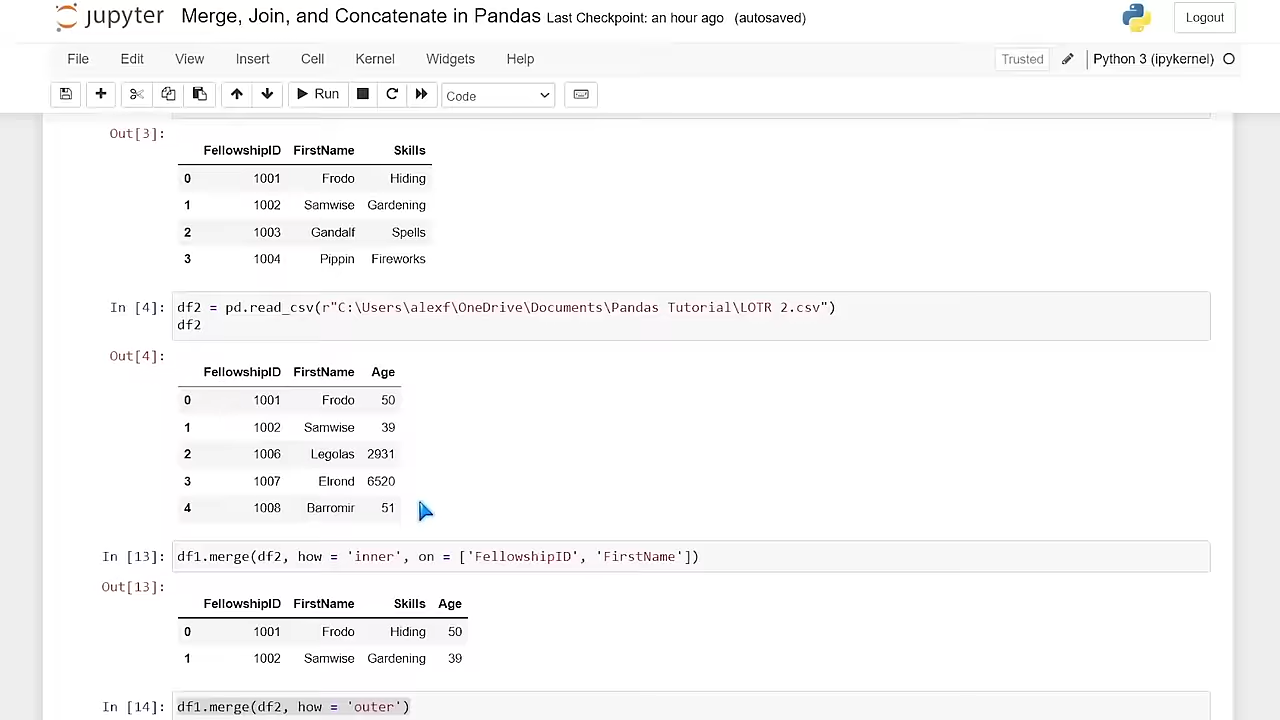 jupyter Merge, Join, and Concatenate in Pandas Last Checkpoint: an hour ago (autosaved) Logout
File Edit View Insert Cell Kernel Widgets Help Trusted Python 3 (ipykernel)
Run Code
Out[3]:
FellowshipID FirstName Skills
0 1001 Frodo Hiding
1 1002 Samwise Gardening
2 1003 Gandalf Spells
3 1004 Pippin Fireworks
In [4]: df2 = pd.read_csv(r"C:\Users\alexf\OneDrive\Documents\Pandas Tutorial\LOTR 2.csv")
df2
Out[4]:
FellowshipID FirstName Age
0 1001 Frodo 50
1 1002 Samwise 39
2 1006 Legolas 2931
3 1007 Elrond 6520
4 1008 Barromir 51
In [13]: df1.merge(df2, how = 'inner', on = ['FellowshipID', 'FirstName'])
Out[13]:
FellowshipID FirstName Skills Age
0 1001 Frodo Hiding 50
1 1002 Samwise Gardening 39
In [14]: df1.merge(df2, how = 'outer')